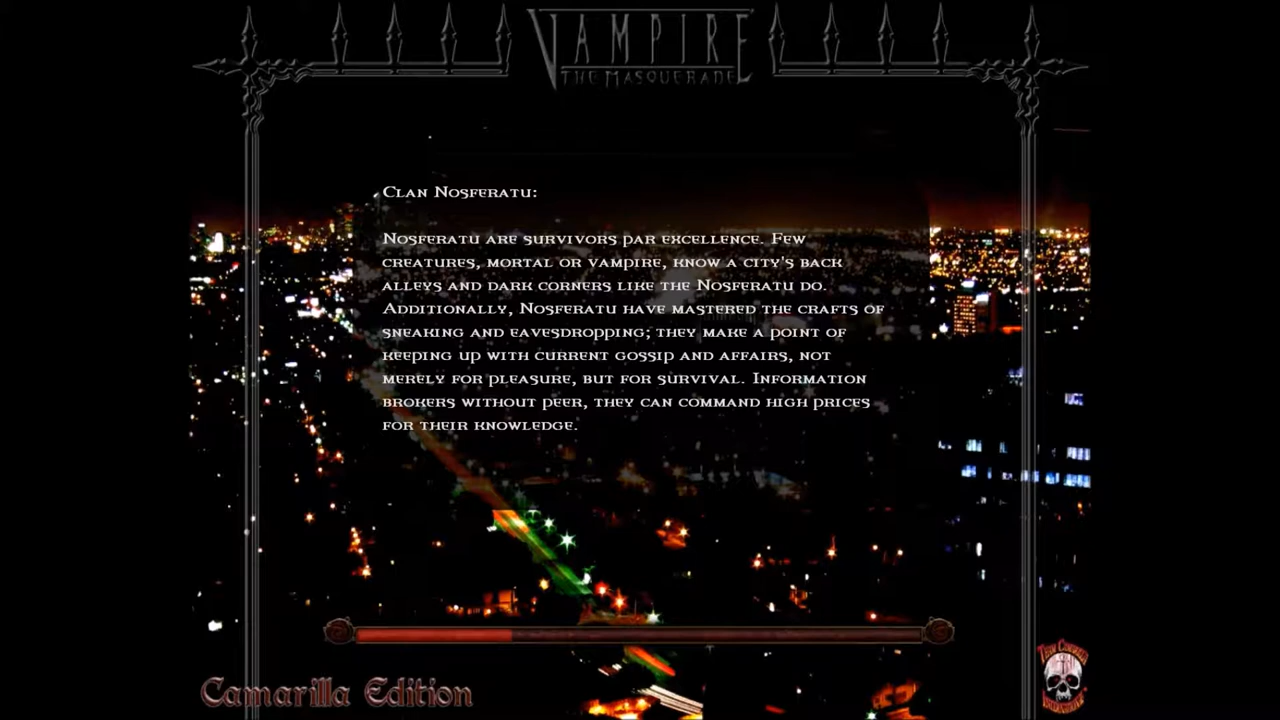 VAMPIRE
THE MASQUERADE
Clan Nosferatu:
Nosferatu are survivors par excellence. Few
creatures, mortal or vampire, know a city's back
alleys and dark corners like the Nosferatu do.
Additionally, Nosferatu have mastered the crafts of
sneaking and eavesdropping; they make a point of
keeping up with current gossip and affairs, not
merely for pleasure, but for survival. Information
brokers without peer, they can command high prices
for their knowledge.
Camarilla Edition